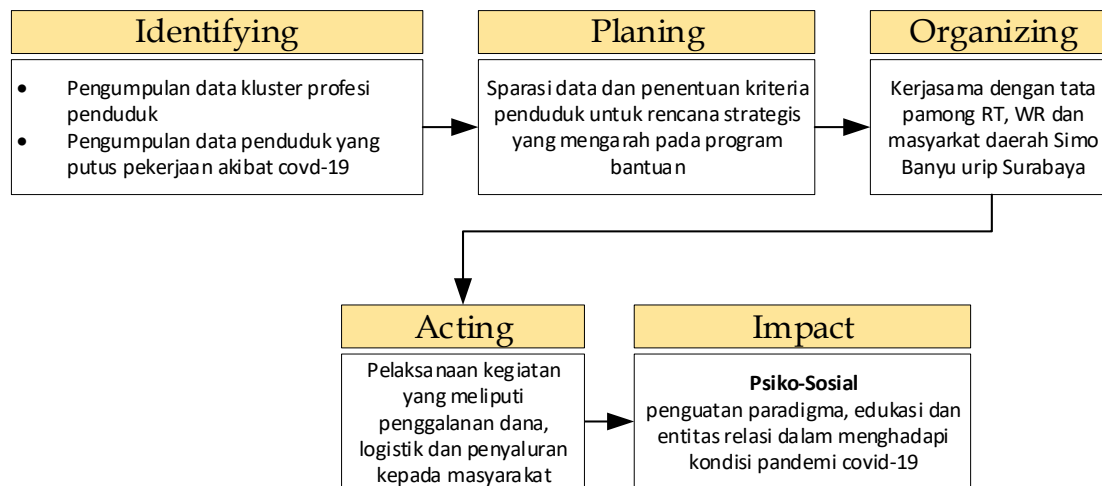 Identifying
• Pengumpulan data kluster profesi
penduduk
• Pengumpulan data penduduk yang
putus pekerjaan akibat covd-19
Planing
Sparasi data dan penentuan kriteria
penduduk untuk rencana strategis
yang mengarah pada program
bantuan
Organizing
Kerjasama dengan tata
pamong RT, WR dan
masyarkat daerah Simo
Banyu urip Surabaya
Acting
Pelaksanaan kegiatan
yang meliputi
penggalanan dana,
logistik dan penyaluran
kepada masyarakat
Impact
Psiko-Sosial
penguatan paradigma, edukasi dan
entitas relasi dalam menghadapi
kondisi pandemi covid-19